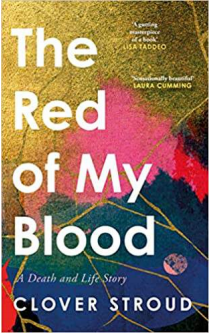 The
'A gutting
masterpiece
of a book'
LISA TADDEO
Red
'Sensationally beautiful'
LAURA CUMMING
of My
Blood
A Death and Life Story
CLOVER STROUD